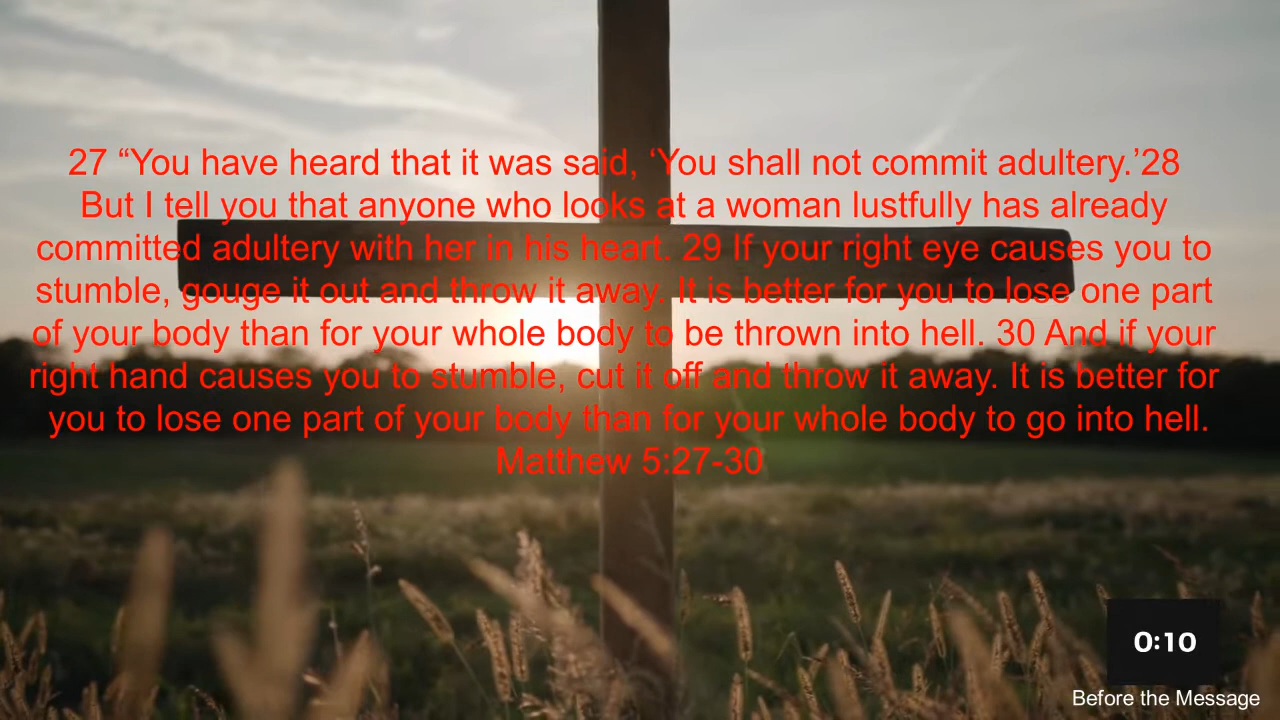 27 “You have heard that it was said, ‘You shall not commit adultery.’28
But I tell you that anyone who looks at a woman lustfully has already
committed adultery with her in his heart. 29 If your right eye causes you to
stumble, gouge it out and throw it away. It is better for you to lose one part
of your body than for your whole body to be thrown into hell. 30 And if your
right hand causes you to stumble, cut it off and throw it away. It is better for
you to lose one part of your body than for your whole body to go into hell.
Matthew 5:27-30
0:10
Before the Message